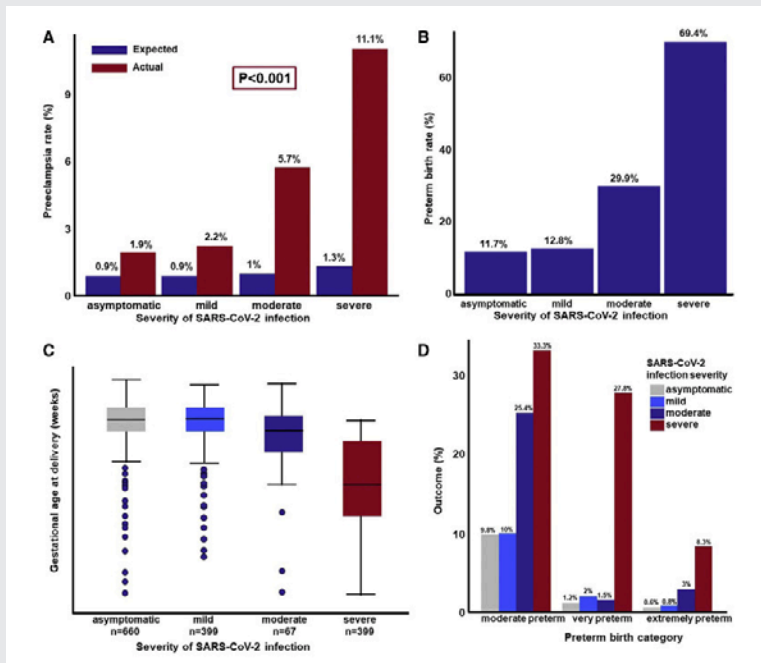 A
Expected
Actual
P<0.001
Preeclampsia rate (%)
9
6
3
0
0.9%
1.9%
0.9%
2.2%
1%
5.7%
1.3%
11.1%
asymptomatic
mild
moderate
severe
Severity of SARS-CoV-2 infection
B
Preterm birth rate (%)
60
40
20
0
11.7%
12.8%
29.9%
69.4%
asymptomatic
mild
moderate
severe
Severity of SARS-CoV-2 infection
C
Gestational age at delivery (weeks)
asymptomatic
n=660
mild
n=399
moderate
n=67
severe
n=399
Severity of SARS-CoV-2 infection
D
SARS-CoV-2
infection severity
asymptomatic
mild
moderate
severe
Outcome (%)
30
20
10
0
9.8%
10%
25.4%
33.3%
1.2%
2%
1.5%
27.8%
0.6%
0.8%
3%
8.3%
moderate preterm
very preterm
extremely preterm
Preterm birth category